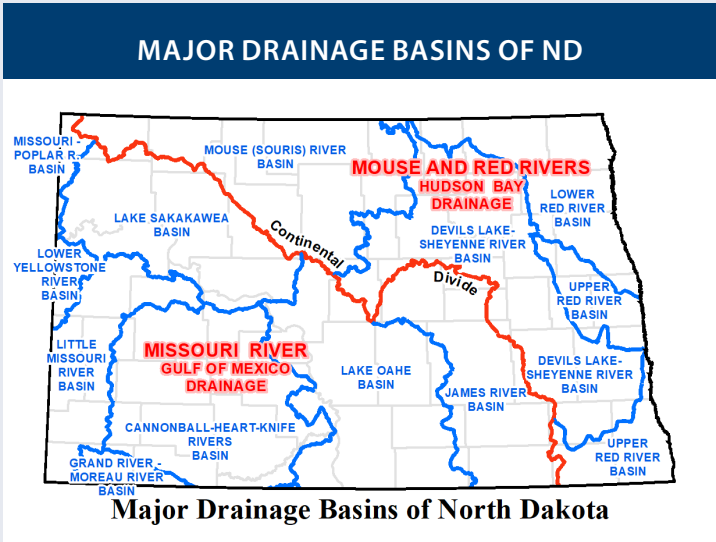 MAJOR DRAINAGE BASINS OF ND
MISSOURI -
POPLAR R.
BASIN
MOUSE (SOURIS) RIVER
BASIN
MOUSE AND RED RIVERS
HUDSON BAY
DRAINAGE
LOWER
RED RIVER
BASIN
LAKE SAKAKAWEA
BASIN
Continental
DEVILS LAKE-
SHEYENNE RIVER
BASIN
LOWER
YELLOWSTONE
RIVER
BASIN
Divide
UPPER
RED RIVER
BASIN
LITTLE
MISSOURI
RIVER
BASIN
MISSOURI RIVER
GULF OF MEXICO
DRAINAGE
LAKE OAHE
BASIN
JAMES RIVER
BASIN
DEVILS LAKE-
SHEYENNE RIVER
BASIN
CANNONBALL-HEART-KNIFE
RIVERS
BASIN
UPPER
RED RIVER
BASIN
GRAND RIVER -
MOREAU RIVER
BASIN
Major Drainage Basins of North Dakota